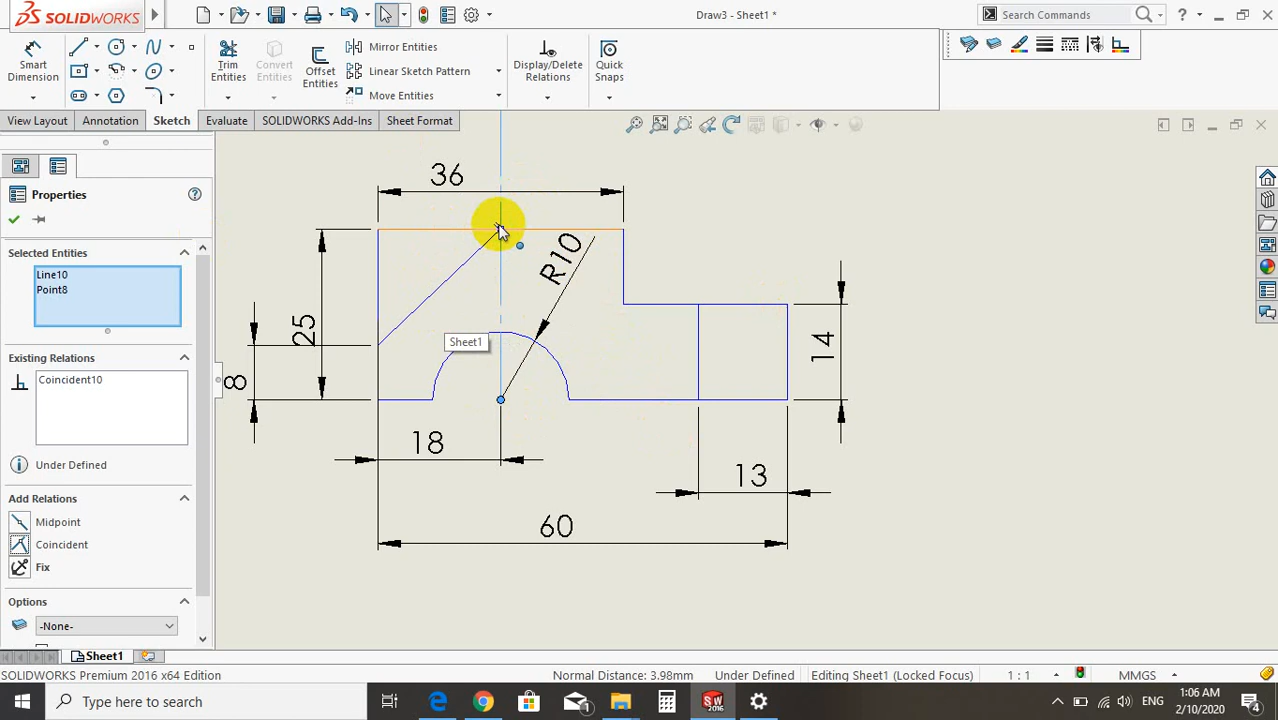 SOLIDWORKS
Draw3 - Sheet1 *
Search Commands
?
Smart Dimension
Trim Entities
Convert Entities
Offset Entities
Mirror Entities
Linear Sketch Pattern
Move Entities
Display/Delete Relations
Quick Snaps
View Layout
Annotation
Sketch
Evaluate
SOLIDWORKS Add-Ins
Sheet Format
Properties
Selected Entities
Line10
Point8
Existing Relations
Coincident10
Under Defined
Add Relations
Midpoint
Coincident
Fix
Options
-None-
36
R10
25
8
14
Sheet1
18
13
60
Sheet1
SOLIDWORKS Premium 2016 x64 Edition
Normal Distance: 3.98mm
Under Defined
Editing Sheet1 (Locked Focus)
1 : 1
MMGS
Type here to search
1
SW
2016
ENG
1:06 AM
2/10/2020
4